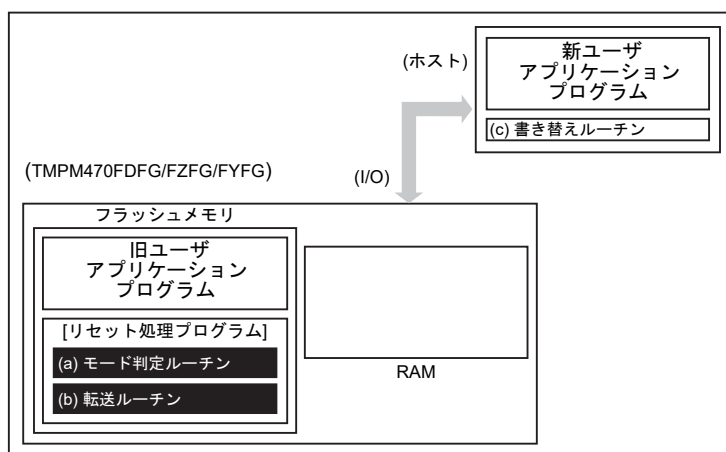 (ホスト)
新ユーザ
アプリケーション
プログラム
(c) 書き替えルーチン
(TMPM470FDFG/FZFG/FYFG)
(I/O)
フラッシュメモリ
旧ユーザ
アプリケーション
プログラム
[リセット処理プログラム]
(a) モード判定ルーチン
(b) 転送ルーチン
RAM